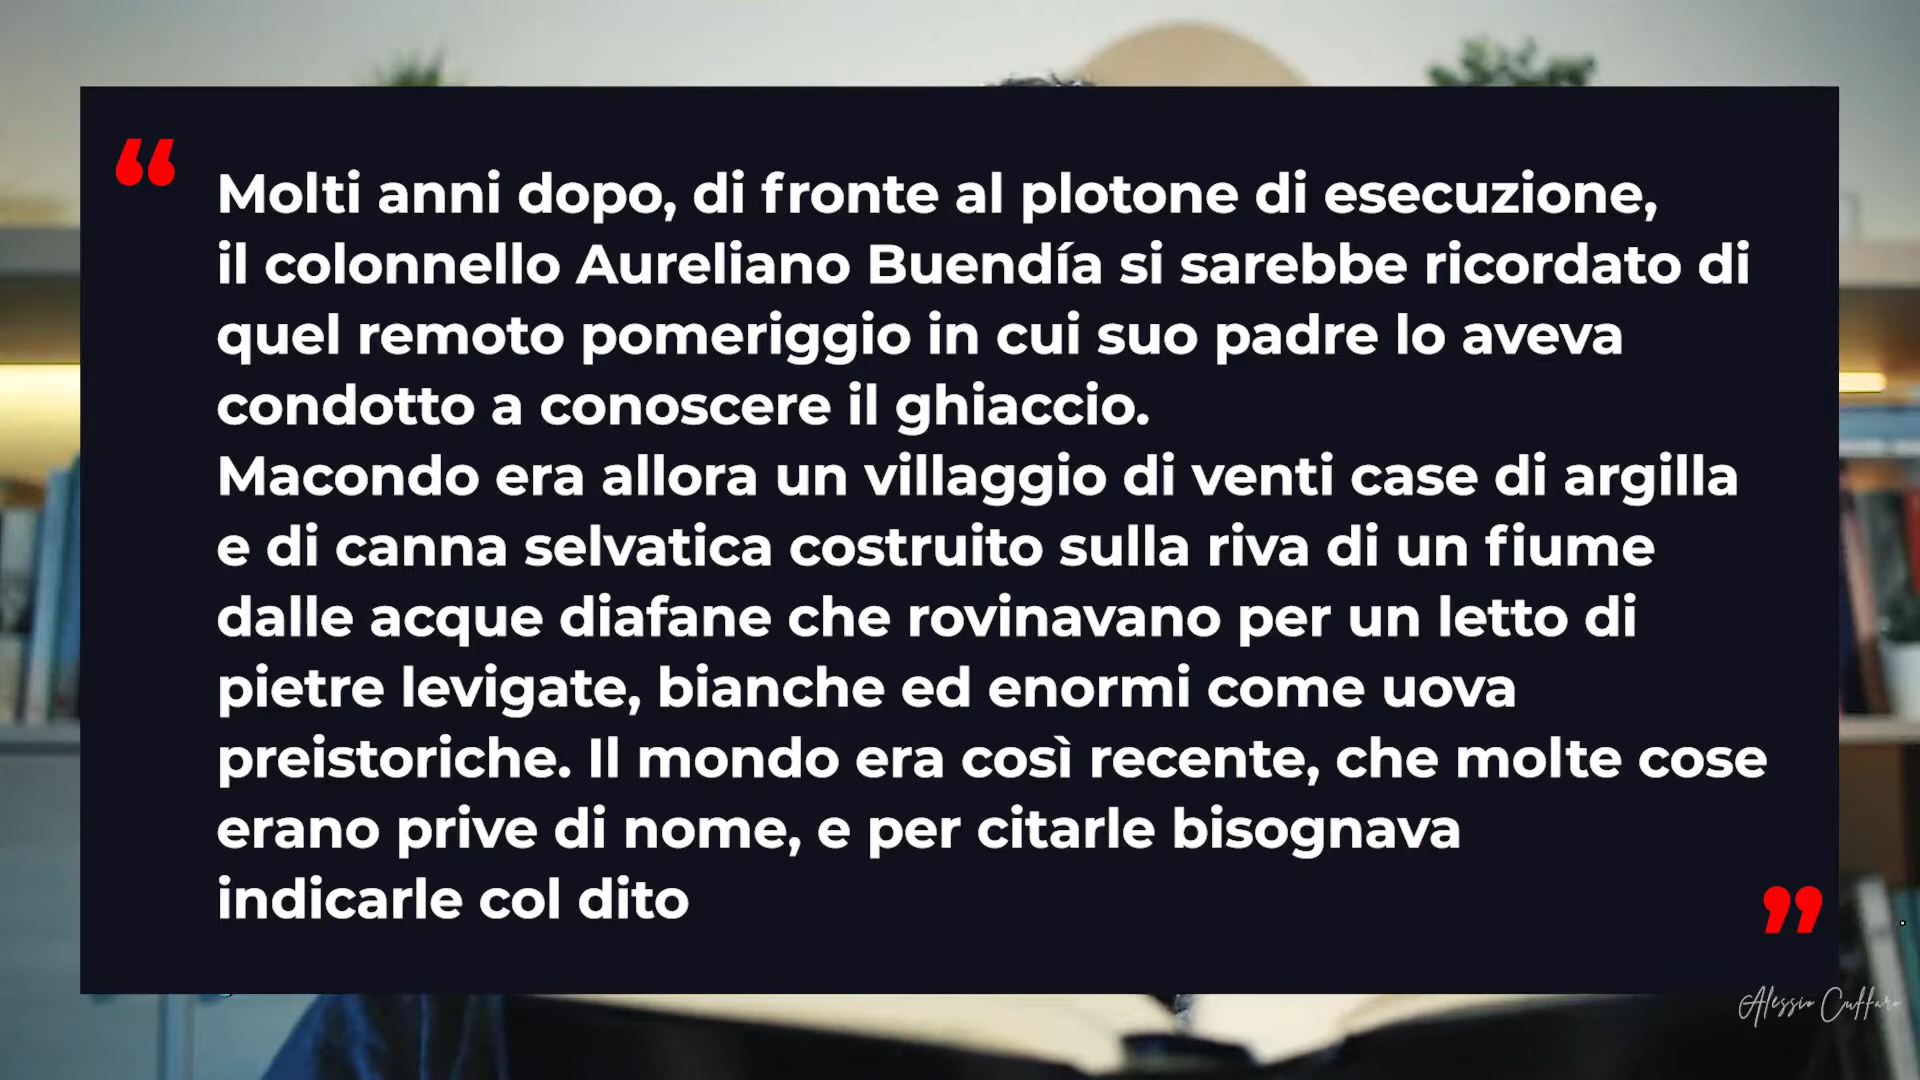 “
Molti anni dopo, di fronte al plotone di esecuzione,
il colonnello Aureliano Buendía si sarebbe ricordato di
quel remoto pomeriggio in cui suo padre lo aveva
condotto a conoscere il ghiaccio.
Macondo era allora un villaggio di venti case di argilla
e di canna selvatica costruito sulla riva di un fiume
dalle acque diafane che rovinavano per un letto di
pietre levigate, bianche ed enormi come uova
preistoriche. Il mondo era così recente, che molte cose
erano prive di nome, e per citarle bisognava
indicarle col dito
”
Alessio Cuffaro